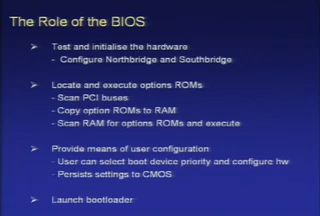 The Role of the BIOS
➢ Test and initialise the hardware
- Configure Northbridge and Southbridge
➢ Locate and execute options ROMs
- Scan PCI buses
- Copy option ROMs to RAM
- Scan RAM for options ROMs and execute
➢ Provide means of user configuration
- User can select boot device priority and configure hw
- Persists settings to CMOS
➢ Launch bootloader